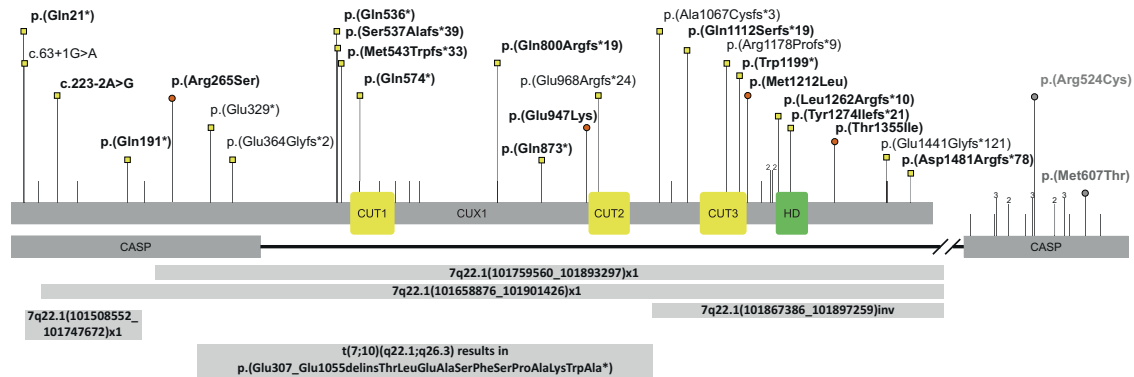 p.(Gln21*)
c.63+1G>A
c.223-2A>G
p.(Gln191*)
p.(Arg265Ser)
p.(Glu329*)
p.(Glu364Glyfs*2)
p.(Gln536*)
p.(Ser537Alafs*39)
p.(Met543Trpfs*33)
p.(Gln574*)
p.(Gln800Argfs*19)
p.(Gln873*)
p.(Glu947Lys)
p.(Glu968Argfs*24)
p.(Ala1067Cysfs*3)
p.(Gln1112Serfs*19)
p.(Arg1178Profs*9)
p.(Trp1199*)
p.(Met1212Leu)
p.(Leu1262Argfs*10)
p.(Tyr1274Ilefs*21)
p.(Thr1355Ile)
p.(Glu1441Glyfs*121)
p.(Asp1481Argfs*78)
p.(Arg524Cys)
p.(Met607Thr)
2 2
3 2 3 2 3
CUT1 CUX1 CUT2 CUT3 HD
CASP CASP
7q22.1(101759560_101893297)x1
7q22.1(101658876_101901426)x1
7q22.1(101508552_
101747672)x1
7q22.1(101867386_101897259)inv
t(7;10)(q22.1;q26.3) results in
p.(Glu307_Glu1055delinsThrLeuGluAlaSerPheSerProAlaLysTrpAla*)